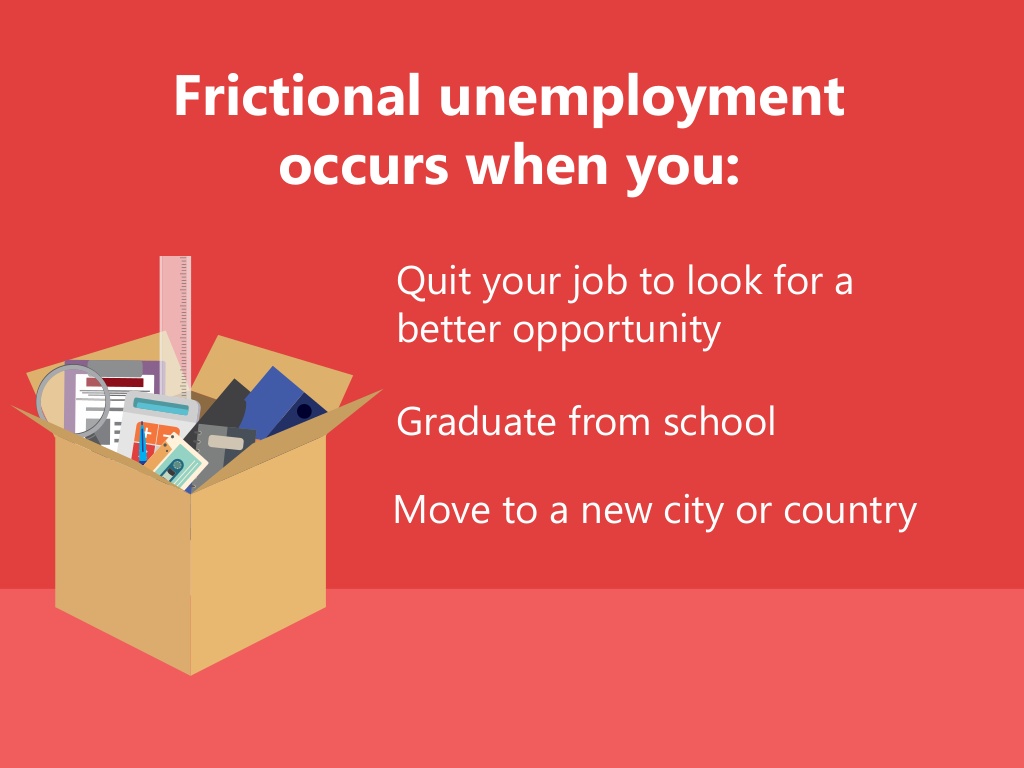 Frictional unemployment
occurs when you:
Quit your job to look for a
better opportunity
Graduate from school
Move to a new city or country